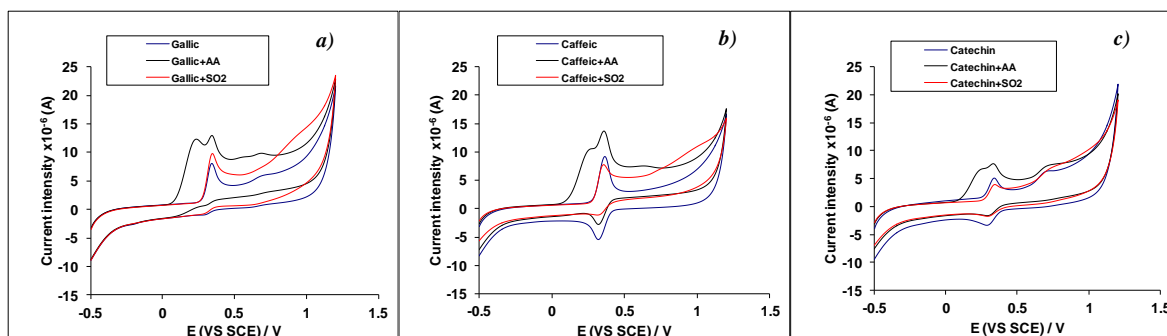 a)
Gallic
Gallic+AA
Gallic+SO2
25
20
15
10
5
0
-5
-10
-15
-0.5
0
0.5
1
1.5
Current intensity x10⁻⁶ (A)
E (VS SCE) / V
b)
Caffeic
Caffeic+AA
Caffeic+SO2
25
20
15
10
5
0
-5
-10
-15
-0.5
0
0.5
1
1.5
Current intensity x10⁻⁶ (A)
E (VS SCE) / V
c)
Catechin
Catechin+AA
Catechin+SO2
25
20
15
10
5
0
-5
-10
-15
-0.5
0
0.5
1
1.5
Current intensity x10⁻⁶ (A)
E (VS SCE) / V